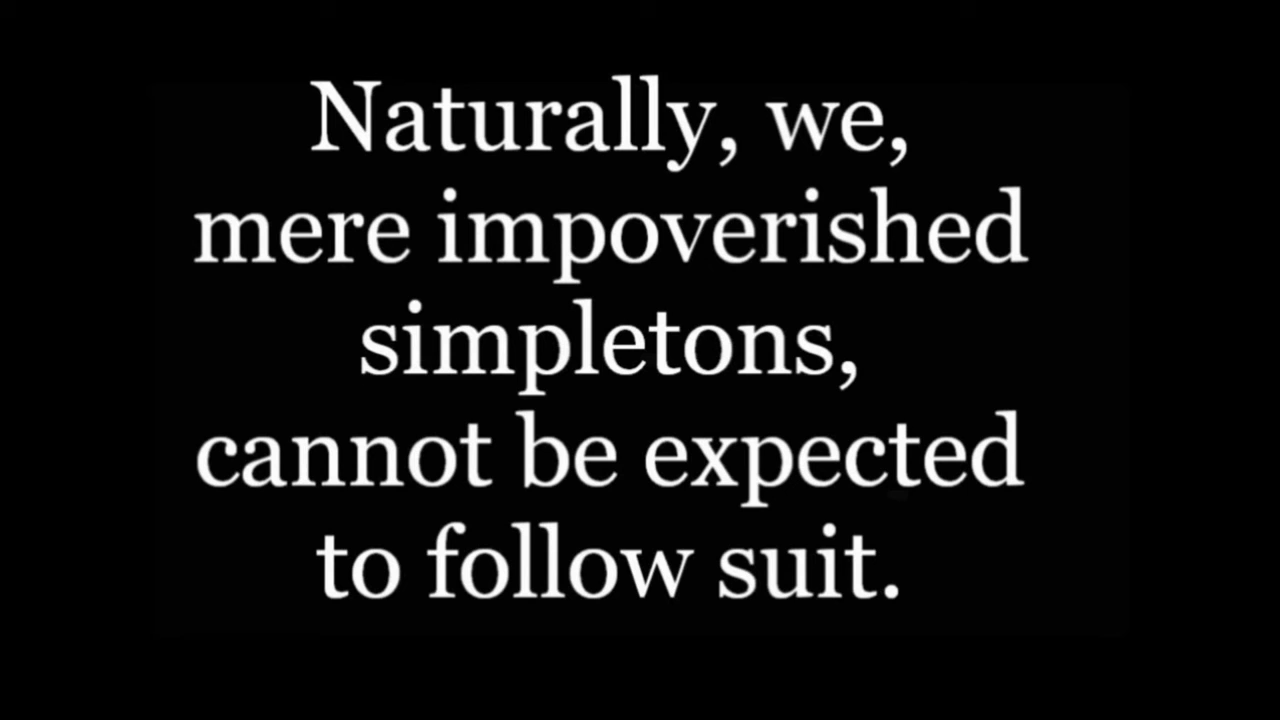 Naturally, we,
mere impoverished
simpletons,
cannot be expected
to follow suit.